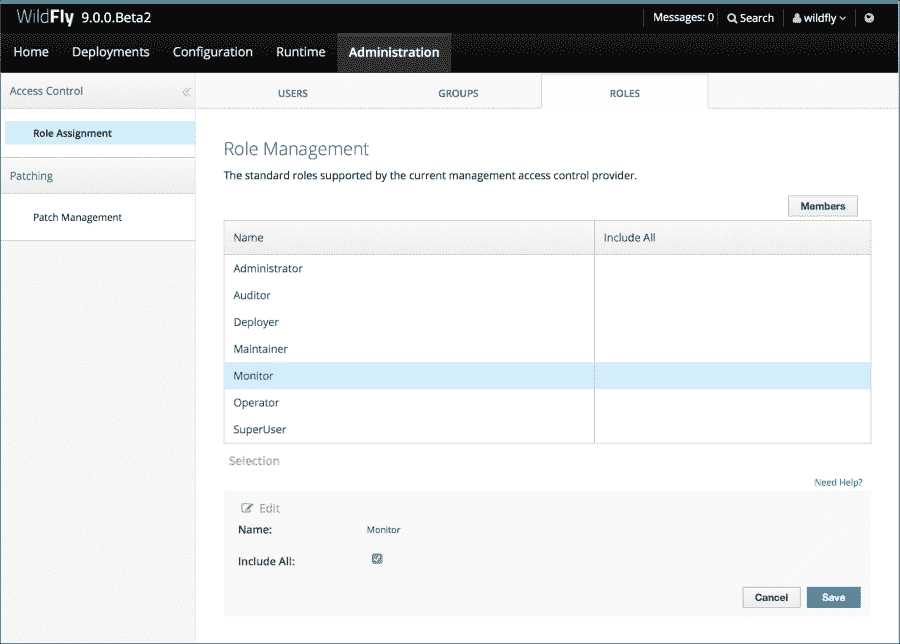 WildFly 9.0.0.Beta2
Messages: 0 Search wildfly
Home Deployments Configuration Runtime Administration
Access Control
Role Assignment
Patching
Patch Management
USERS GROUPS ROLES
Role Management
The standard roles supported by the current management access control provider.
Members
Name Include All
Administrator
Auditor
Deployer
Maintainer
Monitor
Operator
SuperUser
Selection
Need Help?
Edit
Name: Monitor
Include All:
Cancel Save